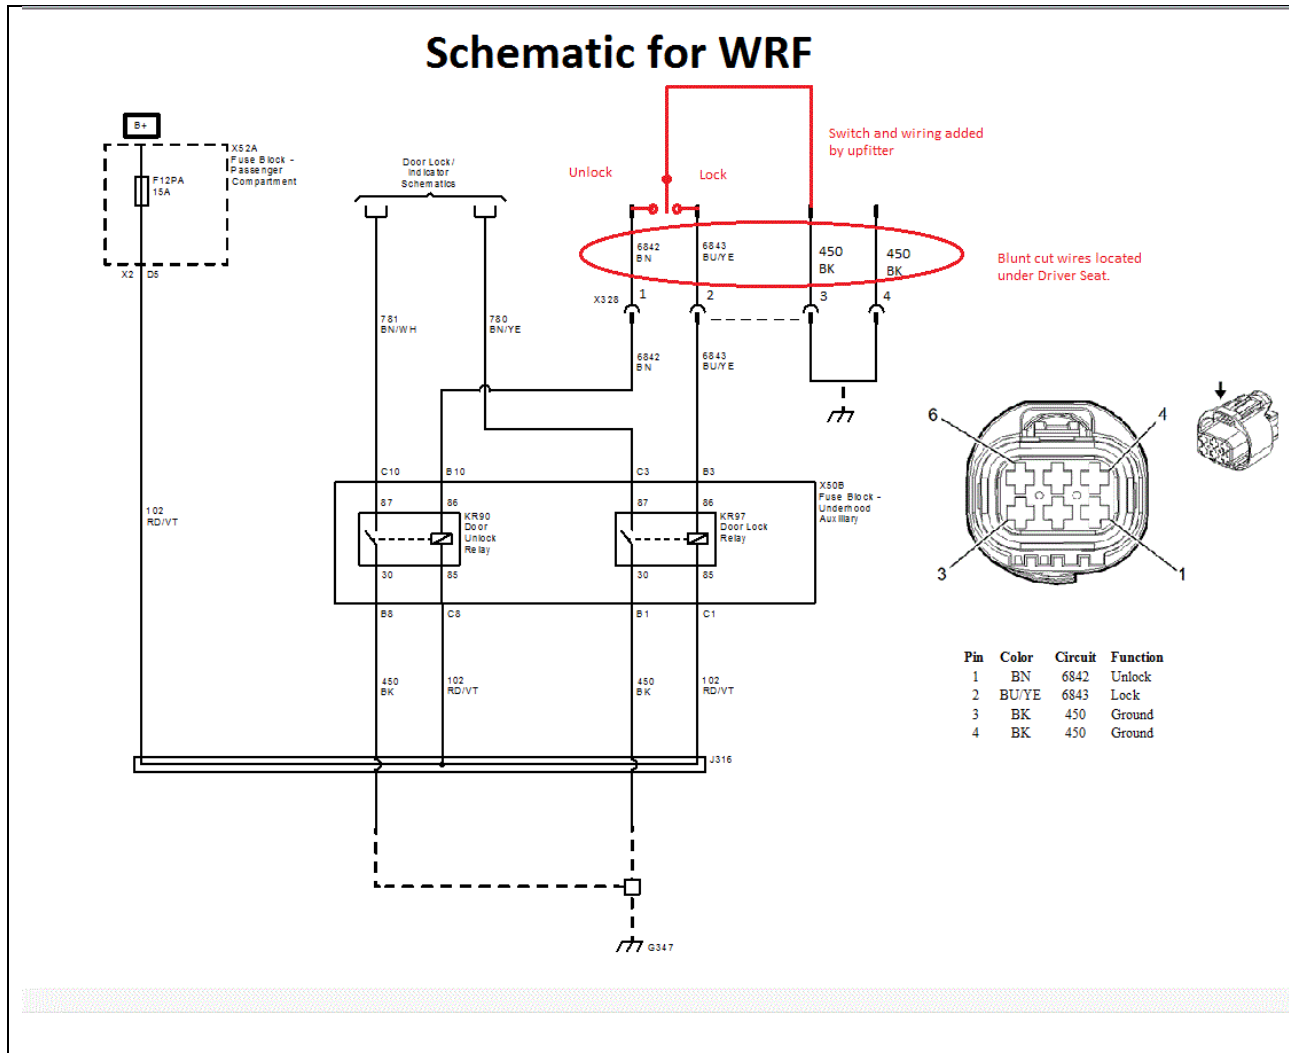 Schematic for WRF
B+
X52A
Fuse Block -
Passenger
Compartment
F12PA
15A
X2 D5
Door Lock/
Indicator
Schematics
Unlock
Lock
Switch and wiring added
by upfitter
6842
BN
6843
BU/YE
450
BK
450
BK
Blunt cut wires located
under Driver Seat.
X328
1
2
3
4
781
BN/WH
780
BN/YE
6842
BN
6843
BU/YE
6
4
3
1
C10
B10
C3
B3
X50B
Fuse Block -
Underhood
Auxiliary
87
86
87
86
KR90
Door
Unlock
Relay
KR97
Door Lock
Relay
30
85
30
85
102
RD/VT
B8
C8
B1
C1
450
BK
102
RD/VT
450
BK
102
RD/VT
J316
G347
Pin Color Circuit Function
1 BN 6842 Unlock
2 BU/YE 6843 Lock
3 BK 450 Ground
4 BK 450 Ground